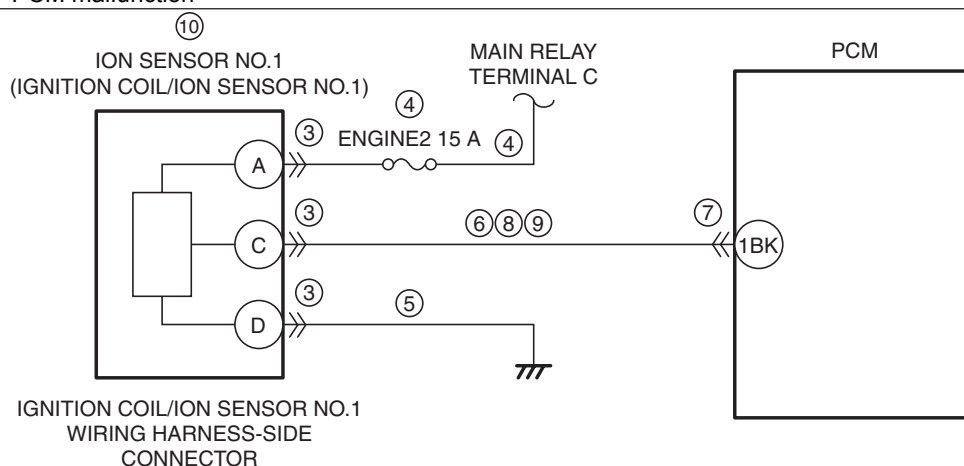 PCM malfunction
⑩
ION SENSOR NO.1
(IGNITION COIL/ION SENSOR NO.1)
MAIN RELAY
TERMINAL C
PCM
④
③
ENGINE2 15 A
④
A
③
⑥⑧⑨
⑦
C
1BK
③
⑤
D
IGNITION COIL/ION SENSOR NO.1
WIRING HARNESS-SIDE
CONNECTOR